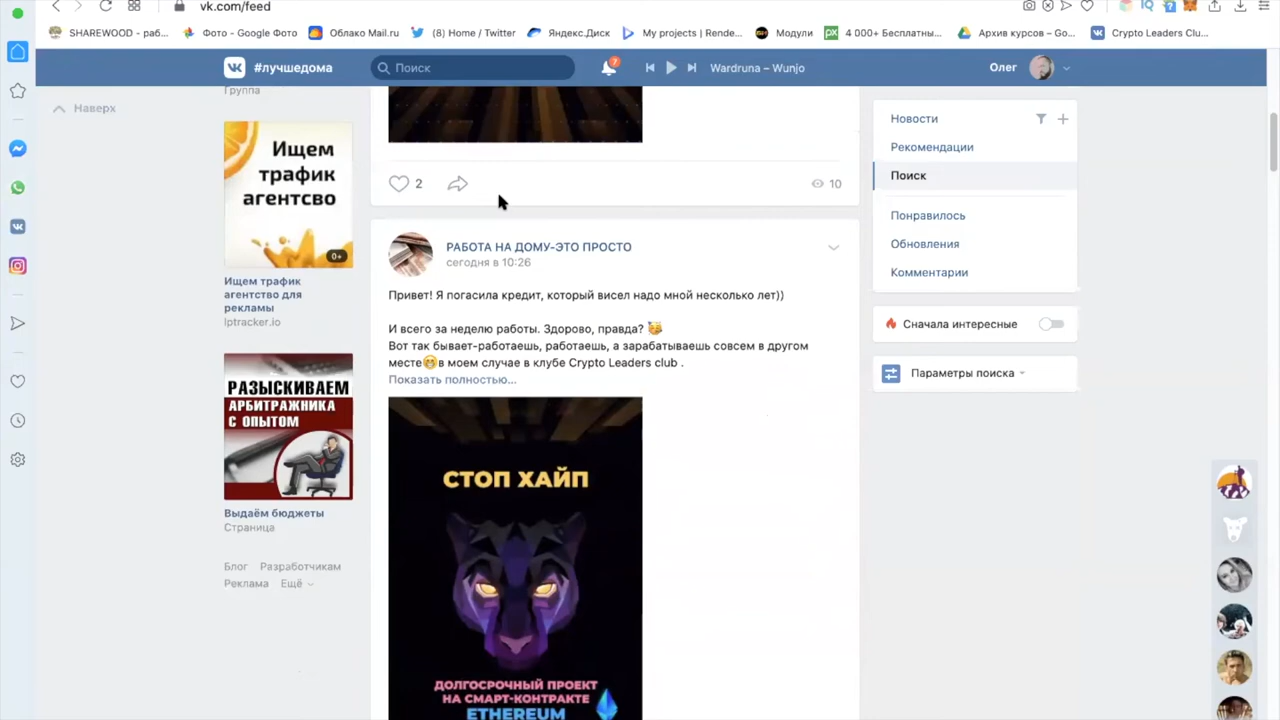 vk.com/feed
SHAREWOOD - раб...
Фото - Google Фото
Облако Mail.ru
(8) Home / Twitter
Яндекс.Диск
My projects | Rende...
Модули
4 000+ Бесплатны...
Архив курсов – Go...
Crypto Leaders Clu...
#лучшедома
Поиск
7
Wardruna – Wunjo
Олег
Группа
Наверх
Ищем
трафик
агентсво
0+
Ищем трафик
агентство для
рекламы
lptracker.io
РАЗЫСКИВАЕМ
АРБИТРАЖНИКА
С ОПЫТОМ
Выдаём бюджеты
Страница
Блог Разработчикам
Реклама Ещё
2
10
РАБОТА НА ДОМУ-ЭТО ПРОСТО
сегодня в 10:26
Привет! Я погасила кредит, который висел надо мной несколько лет))
И всего за неделю работы. Здорово, правда? 🥳
Вот так бывает-работаешь, работаешь, а зарабатываешь совсем в другом
месте😁в моем случае в клубе Crypto Leaders club .
Показать полностью...
СТОП ХАЙП
ДОЛГОСРОЧНЫЙ ПРОЕКТ
НА СМАРТ-КОНТРАКТЕ
ETHEREUM
Новости
Рекомендации
Поиск
Понравилось
Обновления
Комментарии
Сначала интересные
Параметры поиска